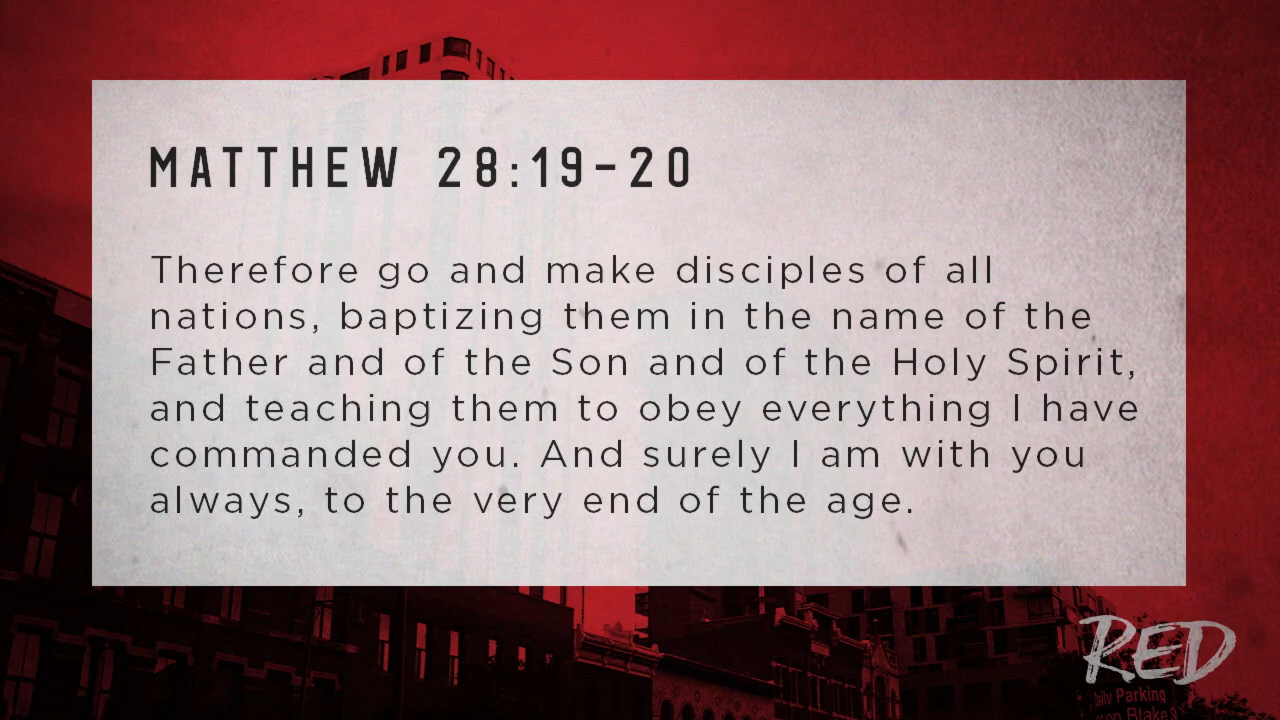 MATTHEW 28:19-20
Therefore go and make disciples of all
nations, baptizing them in the name of the
Father and of the Son and of the Holy Spirit,
and teaching them to obey everything I have
commanded you. And surely I am with you
always, to the very end of the age.
RED
Daily Parking
Blake